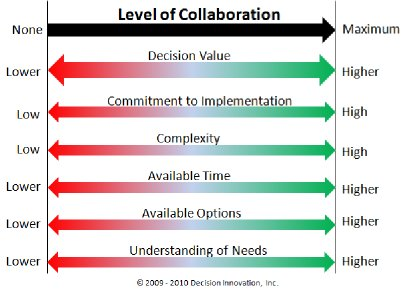 Level of Collaboration
None Maximum
Decision Value
Lower Higher
Commitment to Implementation
Low High
Complexity
Low High
Available Time
Lower Higher
Available Options
Lower Higher
Understanding of Needs
Lower Higher
© 2009 - 2010 Decision Innovation, Inc.